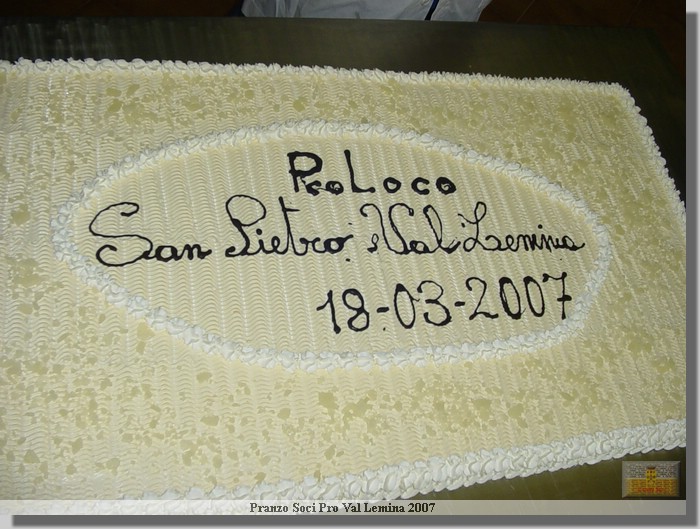 ProLoco
San Pietro Val Lemina
18-03-2007
Pranzo Soci Pro Val Lemina 2007